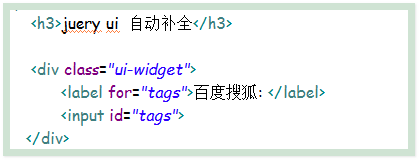 <h3>juery ui 自动补全</h3>
<div class="ui-widget">
<label for="tags">百度搜狐: </label>
<input id="tags">
</div>